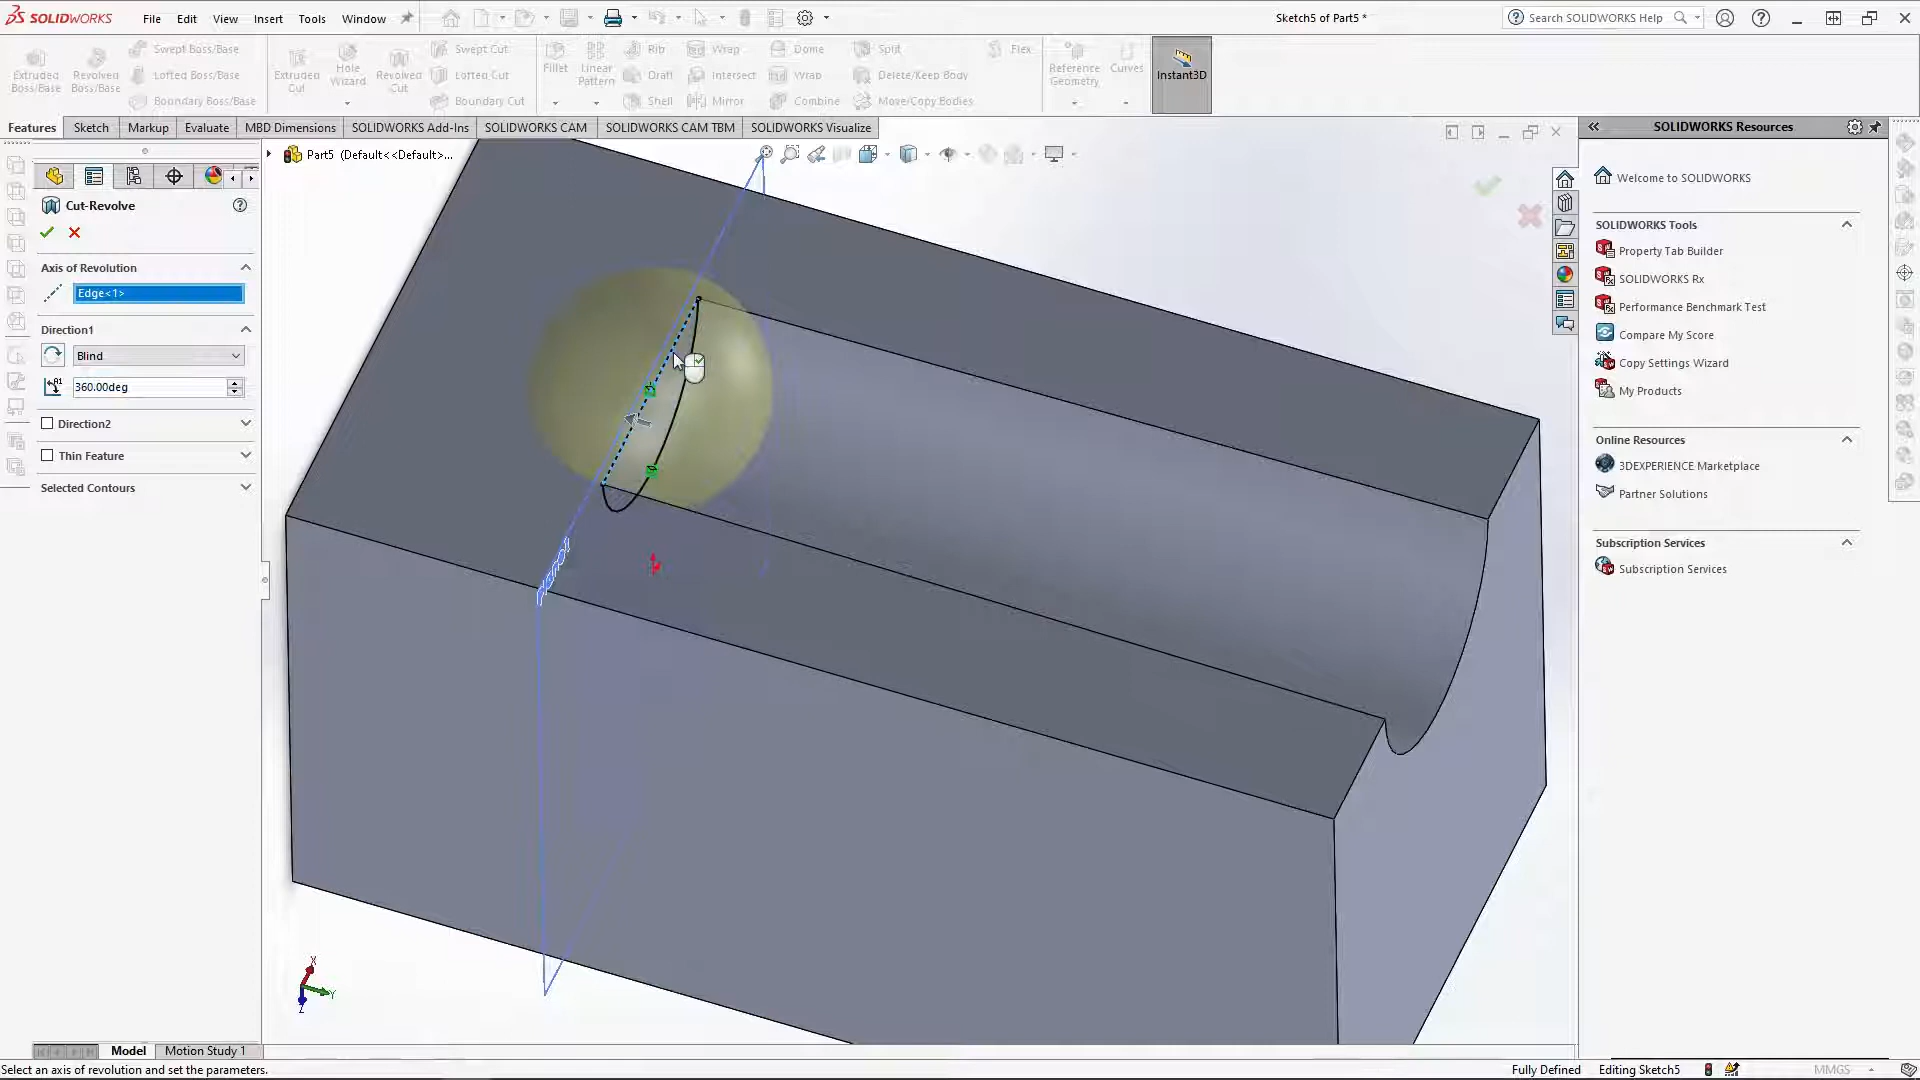 SOLIDWORKS File Edit View Insert Tools Window Sketch5 of Part5 * Search SOLIDWORKS Help
Extruded Boss/Base
Revolved Boss/Base
Swept Boss/Base
Lofted Boss/Base
Boundary Boss/Base
Extruded Cut
Hole Wizard
Revolved Cut
Swept Cut
Lofted Cut
Boundary Cut
Fillet
Linear Pattern
Rib
Draft
Shell
Wrap
Intersect
Mirror
Dome
Wrap
Combine
Split
Delete/Keep Body
Move/Copy Bodies
Flex
Reference Geometry
Curves
Instant3D
Features Sketch Markup Evaluate MBD Dimensions SOLIDWORKS Add-Ins SOLIDWORKS CAM SOLIDWORKS CAM TBM SOLIDWORKS Visualize
Part5 (Default<<Default>...
Cut-Revolve
Axis of Revolution
Edge<1>
Direction1
Blind
360.00deg
Direction2
Thin Feature
Selected Contours
X
Y
Z
SOLIDWORKS Resources
Welcome to SOLIDWORKS
SOLIDWORKS Tools
Property Tab Builder
SOLIDWORKS Rx
Performance Benchmark Test
Compare My Score
Copy Settings Wizard
My Products
Online Resources
3DEXPERIENCE Marketplace
Partner Solutions
Subscription Services
Subscription Services
Model Motion Study 1
Select an axis of revolution and set the parameters. Fully Defined Editing Sketch5 MMGS